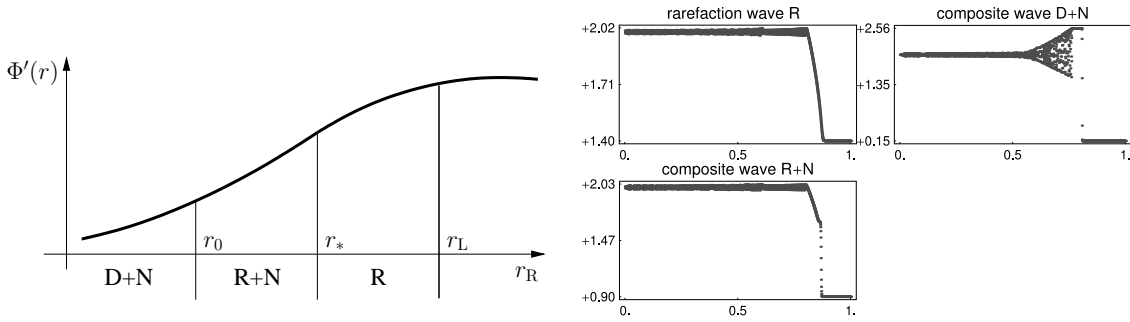 Φ′(r)
r₀
r∗
r_L
r_R
D+N
R+N
R
rarefaction wave R
+2.02
+1.71
+1.40
0.
0.5
1.
composite wave D+N
+2.56
+1.35
+0.15
0.
0.5
1.
composite wave R+N
+2.03
+1.47
+0.90
0.
0.5
1.